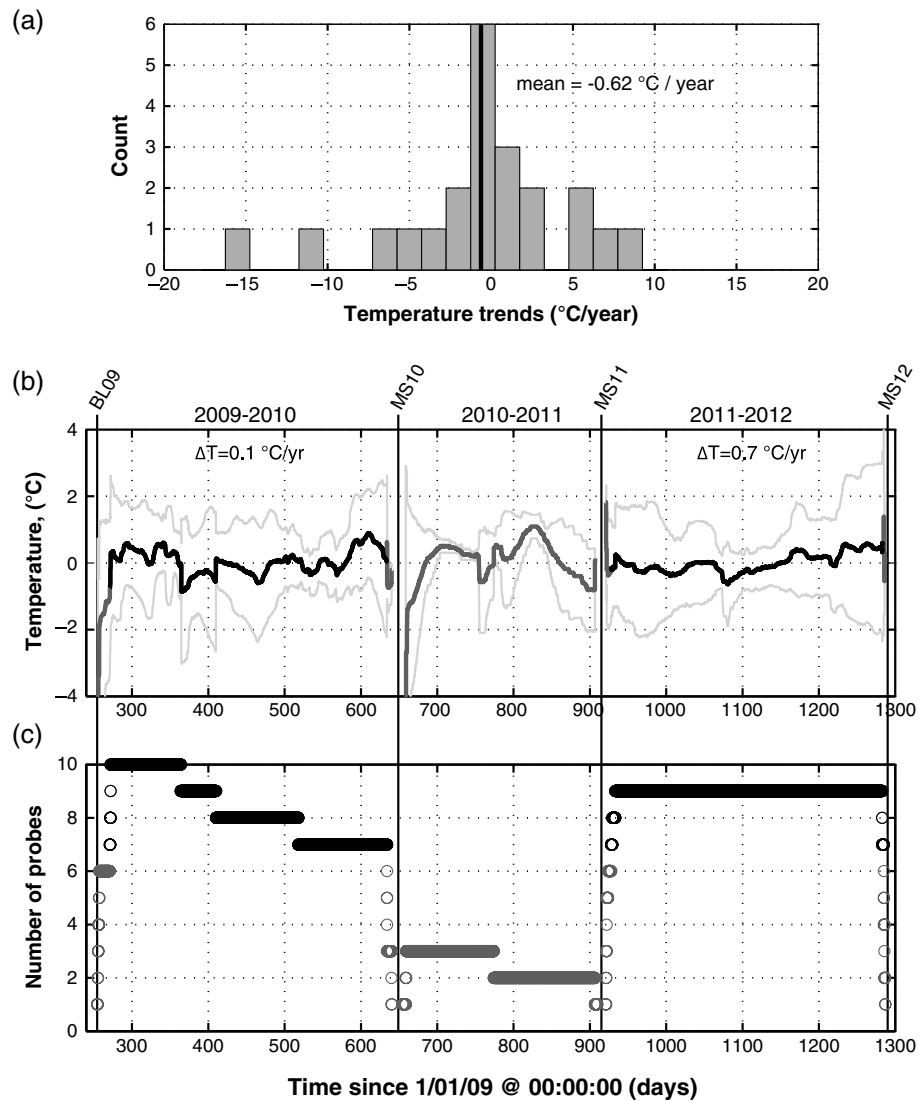 (a)
6
5
4
3
2
1
0
Count
mean = -0.62 °C / year
−20 −15 −10 −5 0 5 10 15 20
Temperature trends (°C/year)
(b)
BL09 MS10 MS11 MS12
2009-2010 2010-2011 2011-2012
ΔT=0.1 °C/yr ΔT=0.7 °C/yr
4
2
0
−2
−4
Temperature, (°C)
300 400 500 600 700 800 900 1000 1100 1200 1300
(c)
10
8
6
4
2
0
Number of probes
300 400 500 600 700 800 900 1000 1100 1200 1300
Time since 1/01/09 @ 00:00:00 (days)